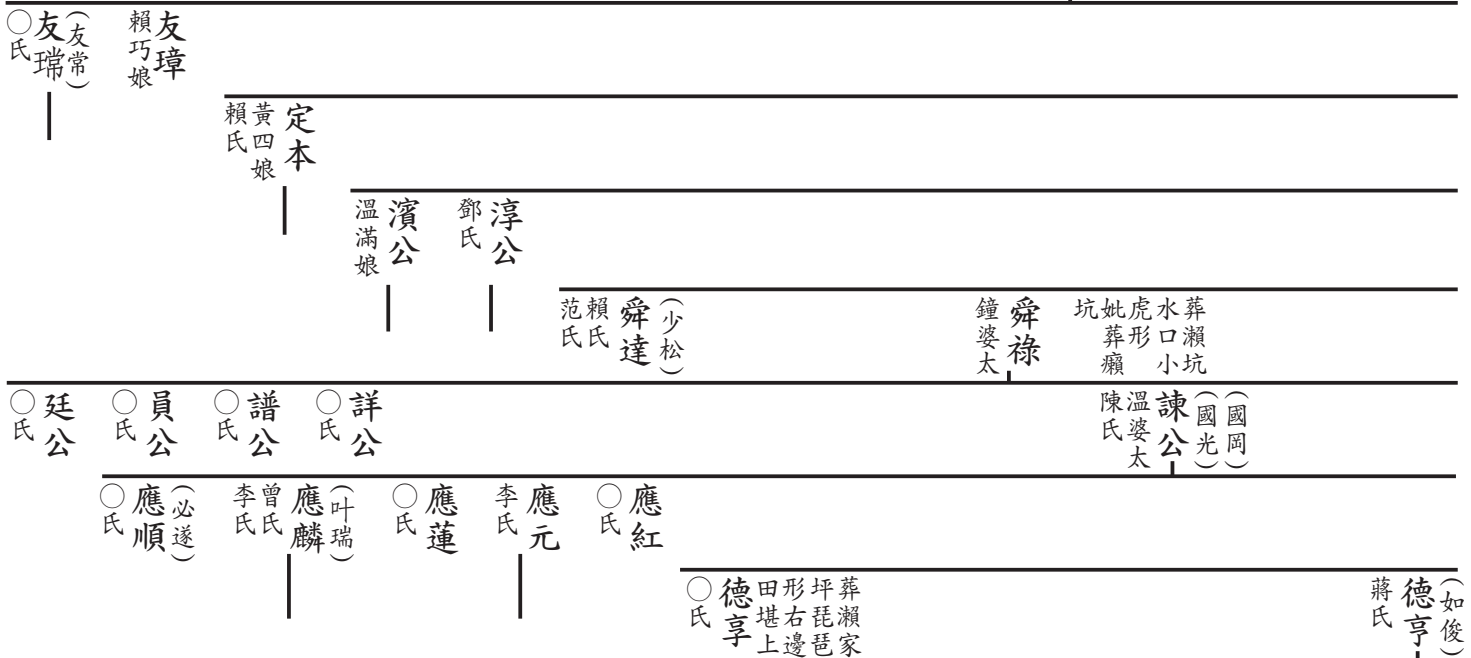 友璋
賴巧娘
(友常)
友瑺
○氏
定本
黃四娘
賴氏
淳公
鄧氏
濱公
溫滿娘
葬瀨坑
水口小
虎形
妣葬癩
坑
舜祿
鐘婆太
(少松)
舜達
賴氏
范氏
(國岡)
(國光)
諫公
溫婆太
陳氏
詳公
○氏
譜公
○氏
員公
○氏
廷公
○氏
應紅
○氏
應元
李氏
應蓮
○氏
(叶瑞)
應麟
曾氏
李氏
(必遂)
應順
○氏
(如俊)
德亨
蔣氏
葬瀨家
坪琵琶
形右邊
田堪上
德享
○氏